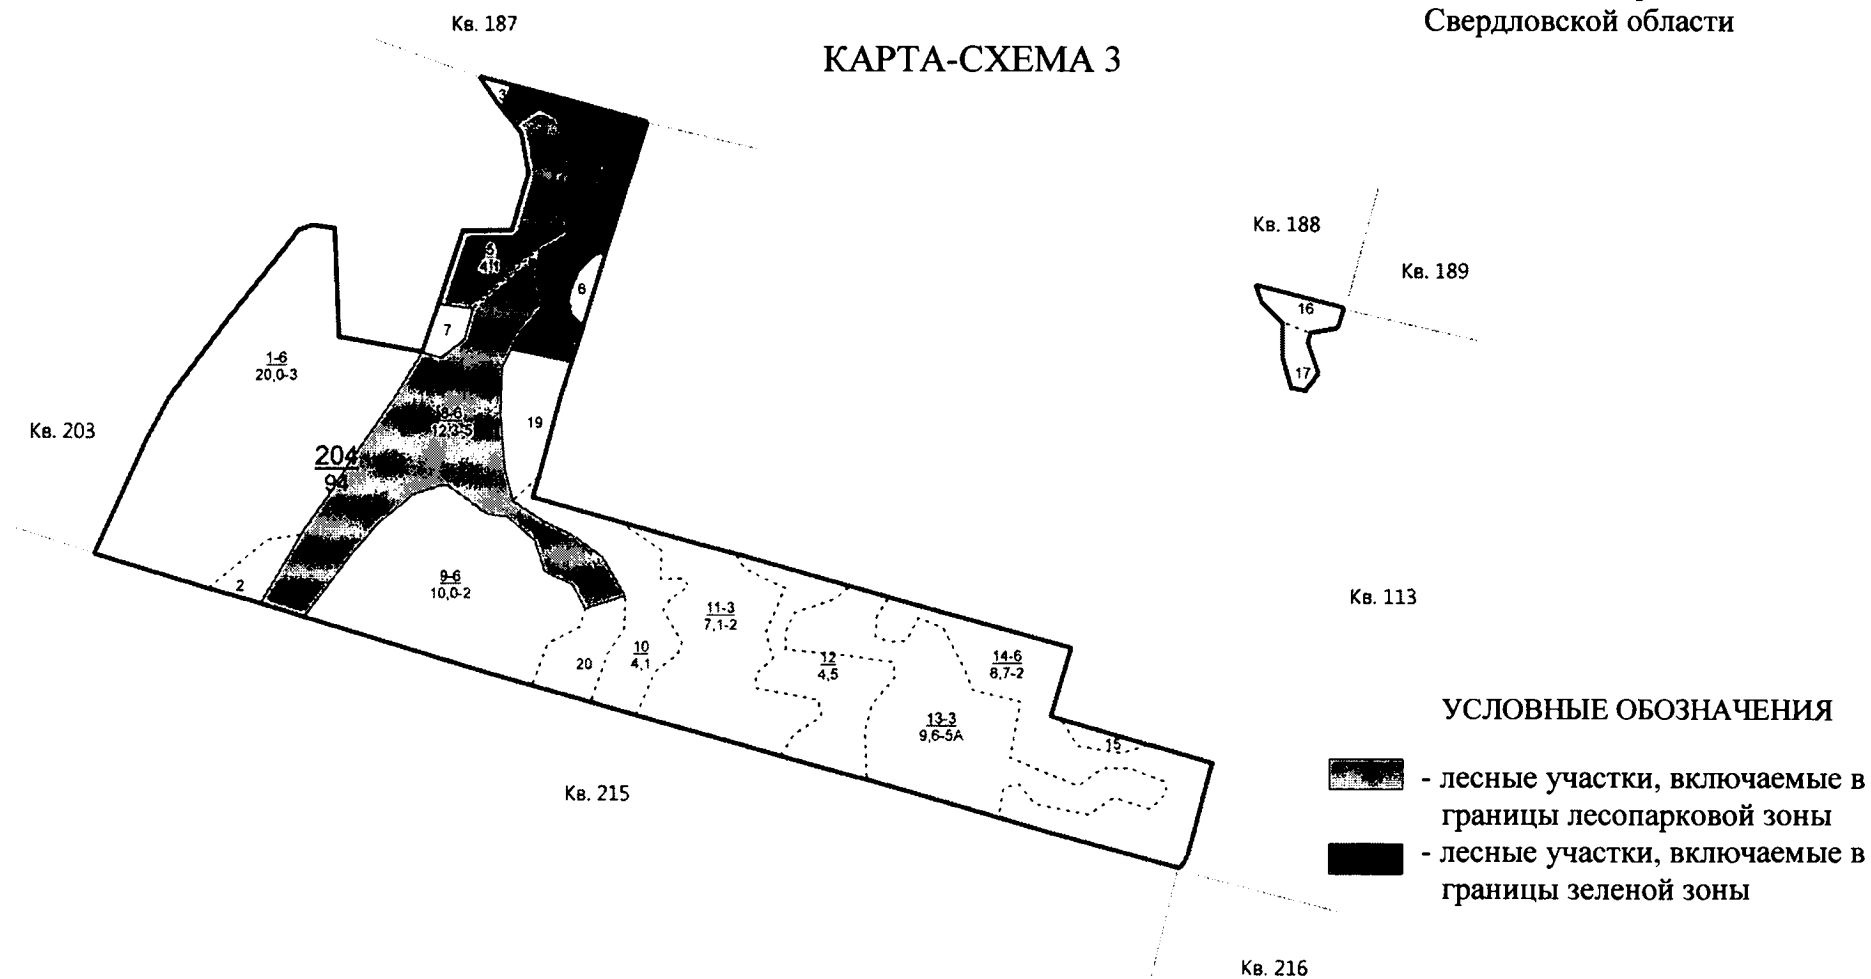 Свердловской области
Кв. 187
КАРТА-СХЕМА 3
3
Кв. 188
Кв. 189
16
17
6
7
1-6
20,0-3
19
8-6
Кв. 203
204
94
9-6
10,0-2
2
20
10
4,1
11-3
7,1-2
12
4,5
13-3
9,6-5А
14-6
8,7-2
15
Кв. 113
Кв. 215
Кв. 216
УСЛОВНЫЕ ОБОЗНАЧЕНИЯ
- лесные участки, включаемые в
границы лесопарковой зоны
- лесные участки, включаемые в
границы зеленой зоны